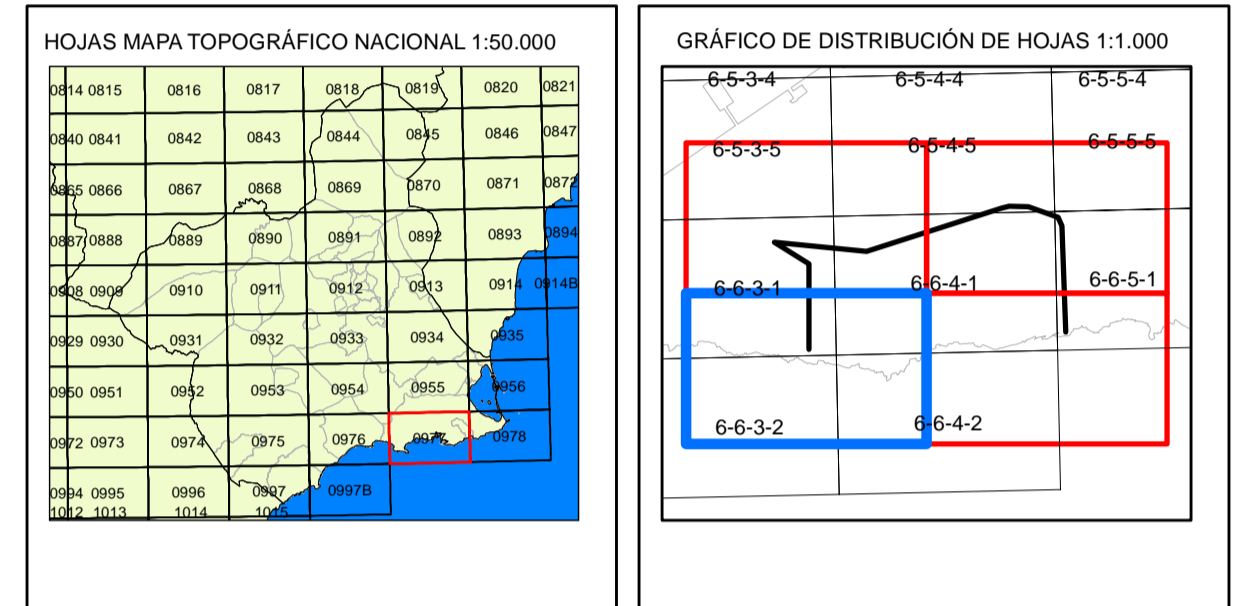 HOJAS MAPA TOPOGRÁFICO NACIONAL 1:50.000
0814 0815 0816 0817 0818 0819 0820 0821
0840 0841 0842 0843 0844 0845 0846 0847
0865 0866 0867 0868 0869 0870 0871 0872
0887 0888 0889 0890 0891 0892 0893 0894
0908 0909 0910 0911 0912 0913 0914 0914B
0929 0930 0931 0932 0933 0934 0935
0950 0951 0952 0953 0954 0955 0956
0972 0973 0974 0975 0976 0977 0978
0994 0995 0996 0997 0997B
1012 1013 1014 1015
GRÁFICO DE DISTRIBUCIÓN DE HOJAS 1:1.000
6-5-3-4 6-5-4-4 6-5-5-4
6-5-3-5 6-5-4-5 6-5-5-5
6-6-3-1 6-6-4-1 6-6-5-1
6-6-3-2 6-6-4-2